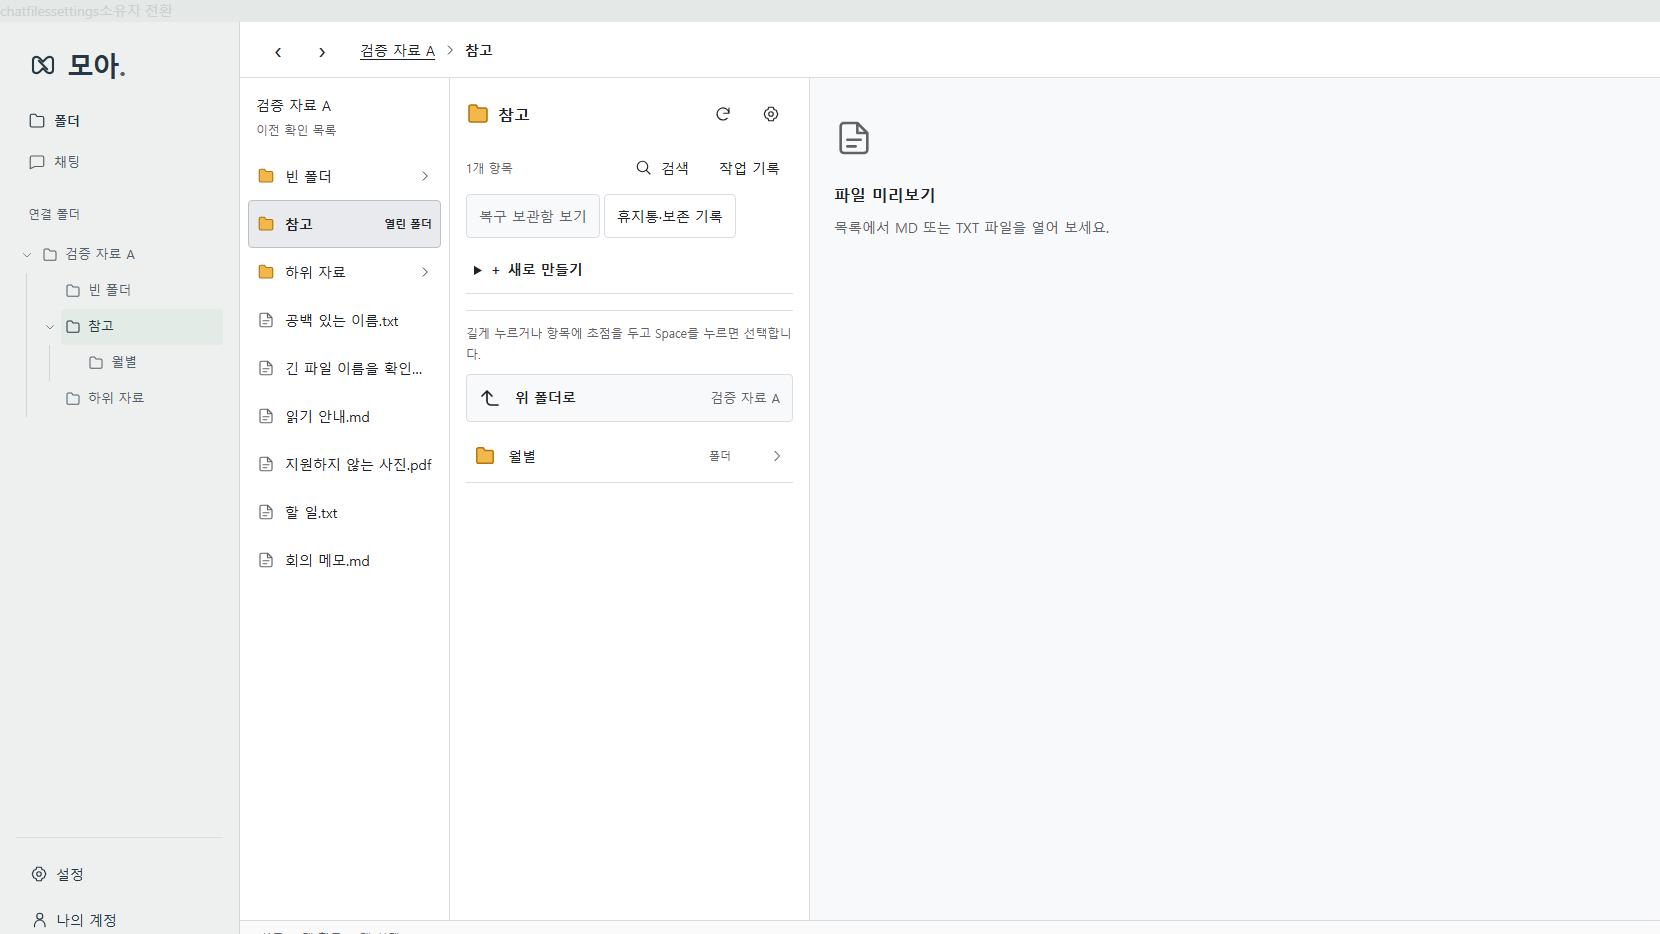 chatfilessettings소유자 전환
모아.
폴더
채팅
연결 폴더
검증 자료 A
빈 폴더
참고
월별
하위 자료
설정
나의 계정
검증 자료 A > 참고
검증 자료 A
이전 확인 목록
빈 폴더
참고 열린 폴더
하위 자료
공백 있는 이름.txt
긴 파일 이름을 확인...
읽기 안내.md
지원하지 않는 사진.pdf
할 일.txt
회의 메모.md
참고
1개 항목 검색 작업 기록
복구 보관함 보기 휴지통·보존 기록
+ 새로 만들기
길게 누르거나 항목에 초점을 두고 Space를 누르면 선택합니
다.
위 폴더로 검증 자료 A
월별 폴더
파일 미리보기
목록에서 MD 또는 TXT 파일을 열어 보세요.